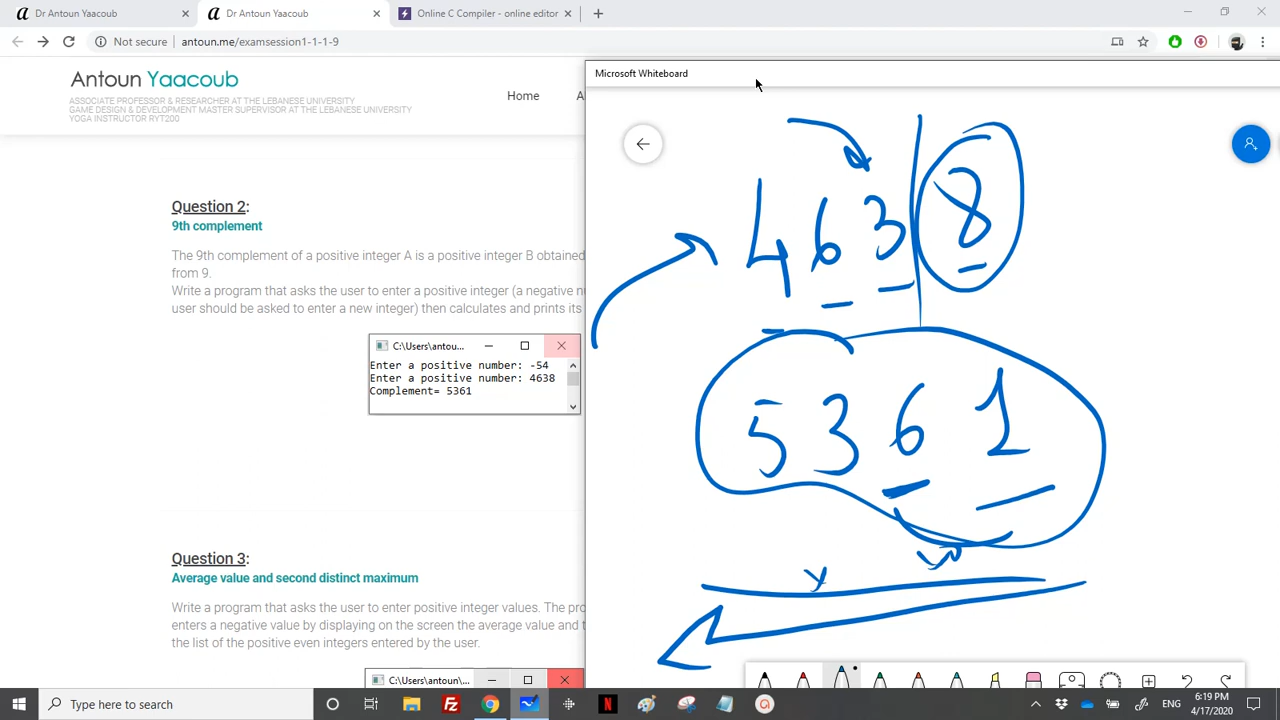 Dr Antoun Yaacoub
Dr Antoun Yaacoub
Online C Compiler - online editor
Not secure
antoun.me/examsession1-1-1-9
Antoun Yaacoub
ASSOCIATE PROFESSOR & RESEARCHER AT THE LEBANESE UNIVERSITY
GAME DESIGN & DEVELOPMENT MASTER SUPERVISOR AT THE LEBANESE UNIVERSITY
YOGA INSTRUCTOR RYT200
Home
A
Question 2:
9th complement
The 9th complement of a positive integer A is a positive integer B obtained
from 9.
Write a program that asks the user to enter a positive integer (a negative nu
user should be asked to enter a new integer) then calculates and prints its
C:\Users\antou...
Enter a positive number: -54
Enter a positive number: 4638
Complement= 5361
Question 3:
Average value and second distinct maximum
Write a program that asks the user to enter positive integer values. The pro
enters a negative value by displaying on the screen the average value and t
the list of the positive even integers entered by the user.
C:\Users\antoun\...
Microsoft Whiteboard
4 6 3 8
5 3 6 1
Type here to search
ENG
6:19 PM
4/17/2020